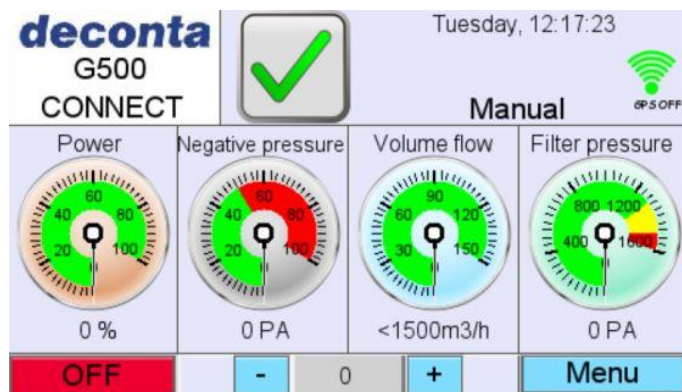 deconta
G500
CONNECT
Tuesday, 12:17:23
Manual
GPS OFF
Power
Negative pressure
Volume flow
Filter pressure
20 40 60 80 100
20 40 60 80 100
30 60 90 120 150
400 800 1200 1600
0 %
0 PA
<1500m3/h
0 PA
OFF
-
0
+
Menu